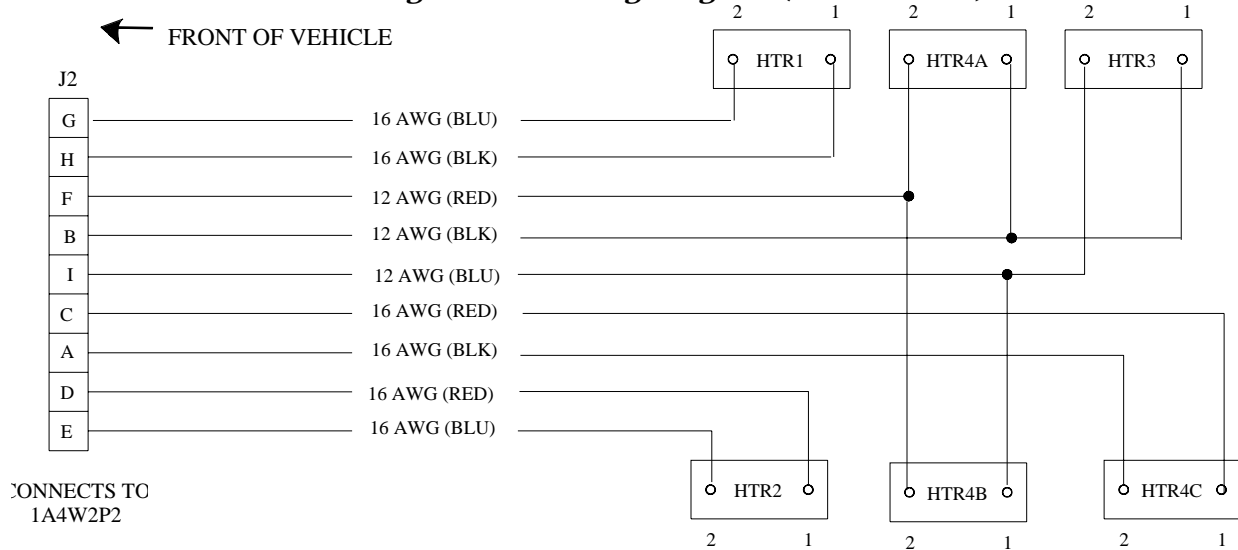 FRONT OF VEHICLE
2 1 2 1 2 1
HTR1 HTR4A HTR3
J2
G 16 AWG (BLU)
H 16 AWG (BLK)
F 12 AWG (RED)
B 12 AWG (BLK)
I 12 AWG (BLU)
C 16 AWG (RED)
A 16 AWG (BLK)
D 16 AWG (RED)
E 16 AWG (BLU)
HTR2 HTR4B HTR4C
2 1 2 1 2 1
CONNECTS TO
1A4W2P2